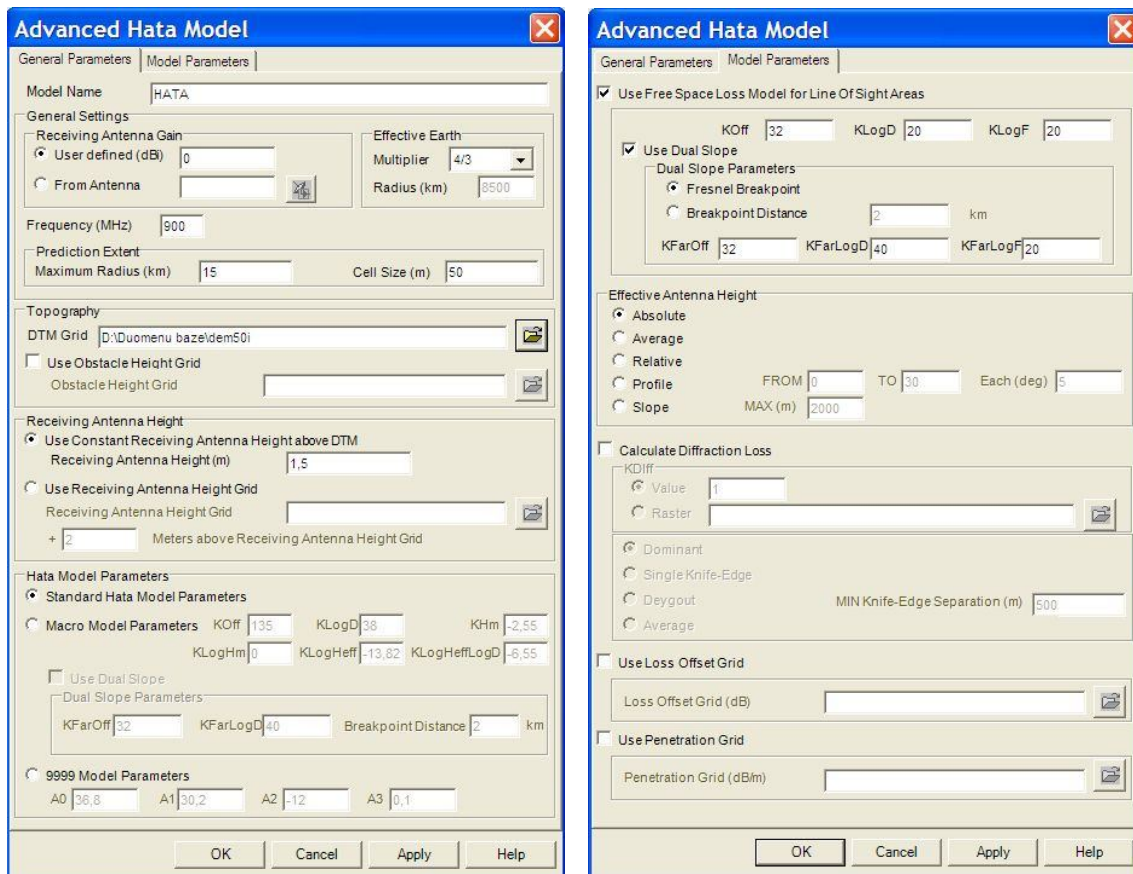 Advanced Hata Model
General Parameters Model Parameters
Model Name HATA
General Settings
Receiving Antenna Gain
User defined (dBi) 0
From Antenna
Effective Earth
Multiplier 4/3
Radius (km) 8500
Frequency (MHz) 900
Prediction Extent
Maximum Radius (km) 15 Cell Size (m) 50
Topography
DTM Grid D:\Duomenu baze\dem50i
Use Obstacle Height Grid
Obstacle Height Grid
Receiving Antenna Height
Use Constant Receiving Antenna Height above DTM
Receiving Antenna Height (m) 1,5
Use Receiving Antenna Height Grid
Receiving Antenna Height Grid
+ 2 Meters above Receiving Antenna Height Grid
Hata Model Parameters
Standard Hata Model Parameters
Macro Model Parameters KOff 135 KLogD 38 KHm -2,55
KLogHm 0 KLogHeff -13,82 KLogHeffLogD -6,55
Use Dual Slope
Dual Slope Parameters
KFarOff 32 KFarLogD 40 Breakpoint Distance 2 km
9999 Model Parameters
A0 36,8 A1 30,2 A2 -12 A3 0,1
OK Cancel Apply Help
Advanced Hata Model
General Parameters Model Parameters
Use Free Space Loss Model for Line Of Sight Areas
KOff 32 KLogD 20 KLogF 20
Use Dual Slope
Dual Slope Parameters
Fresnel Breakpoint
Breakpoint Distance 2 km
KFarOff 32 KFarLogD 40 KFarLogF 20
Effective Antenna Height
Absolute
Average
Relative
Profile FROM 0 TO 30 Each (deg) 5
Slope MAX (m) 2000
Calculate Diffraction Loss
KDiff
Value 1
Raster
Dominant
Single Knife-Edge
Deygout MIN Knife-Edge Separation (m) 500
Average
Use Loss Offset Grid
Loss Offset Grid (dB)
Use Penetration Grid
Penetration Grid (dB/m)
OK Cancel Apply Help